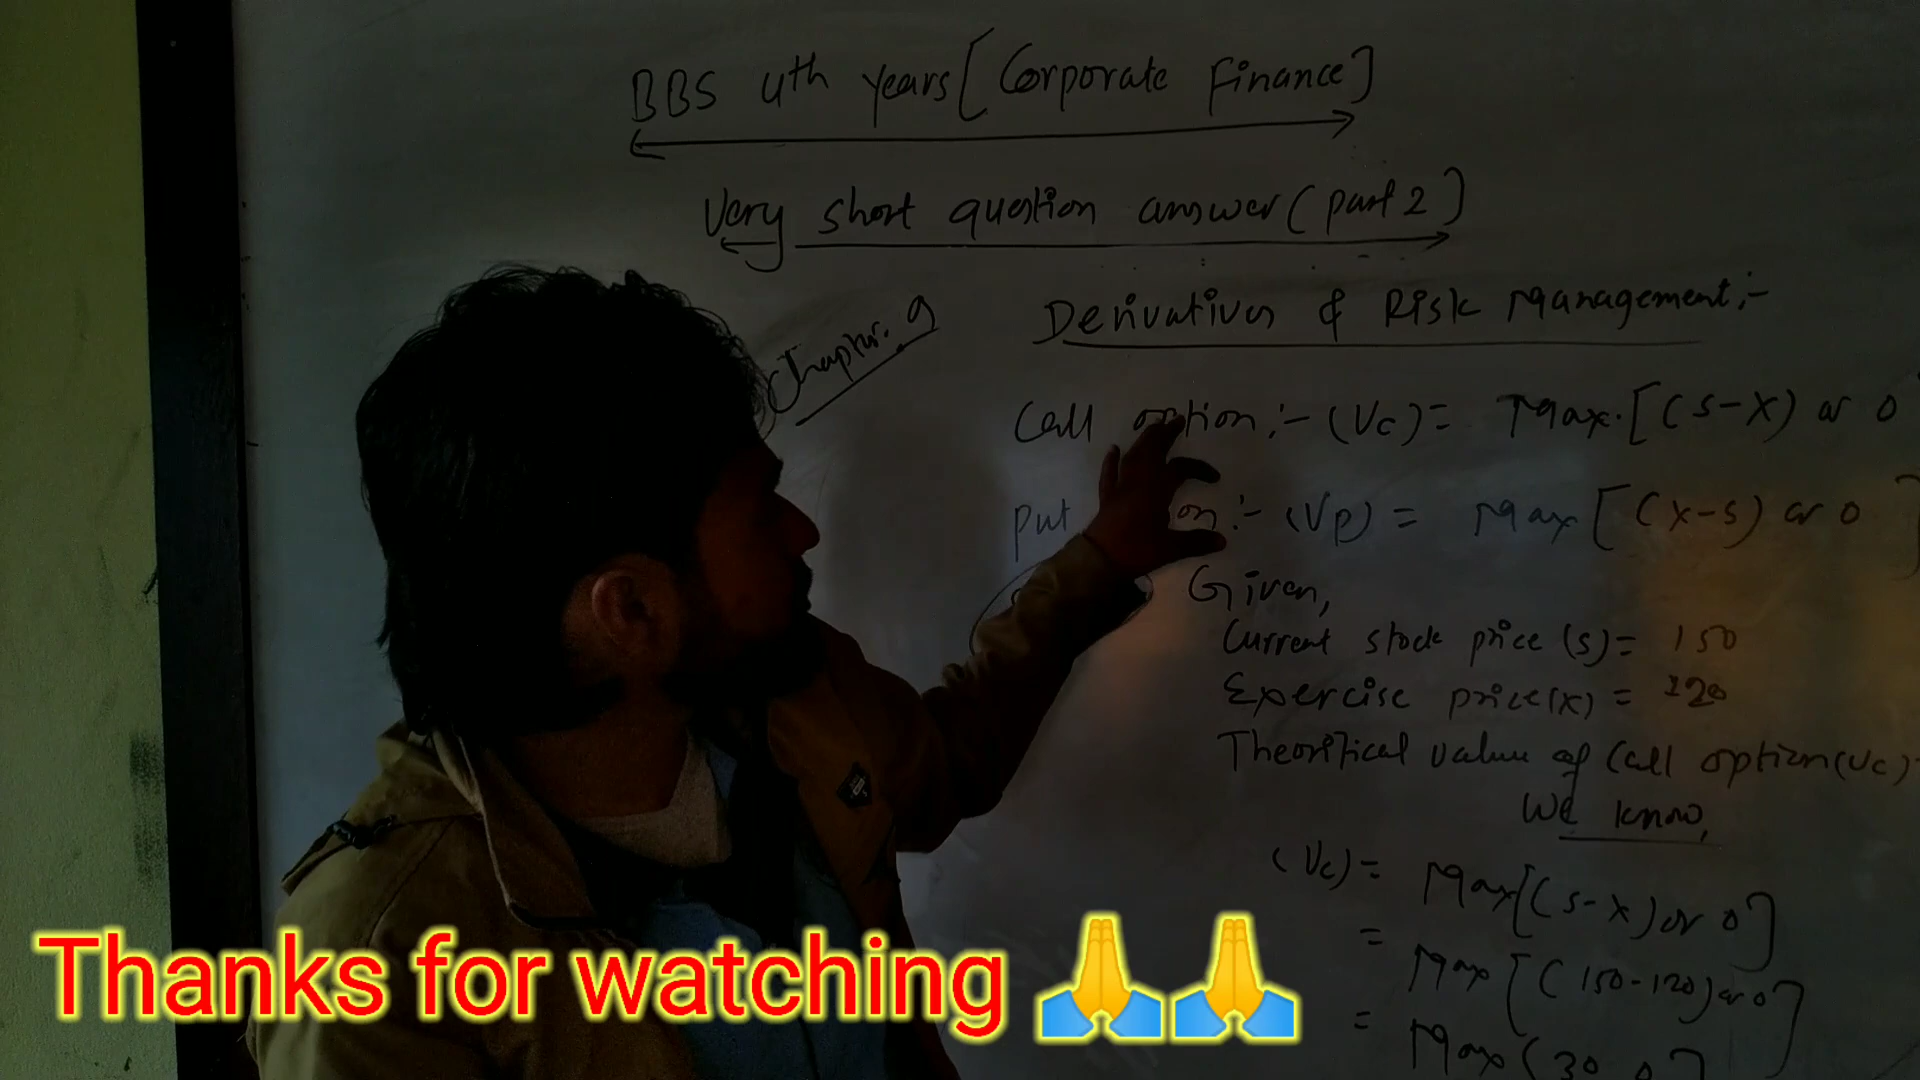 BBS 4th Years [Corporate Finance]
Very short question answer (part 2)
Chapter. 9
Derivatives & Risk Management:-
Call option:- (Vc) = Max. [(S-X) or 0
put on:- (Vp) = Max [(X-S) or 0]
Given,
Current stock price (s) = 150
Exercise price (x) = 120
Theoritical value of Call option (Vc)
We know,
(Vc) = Max [(S-X) or 0]
= Max [(150-120) or 0]
= Max (30, 0]
Thanks for watching 🙏🙏